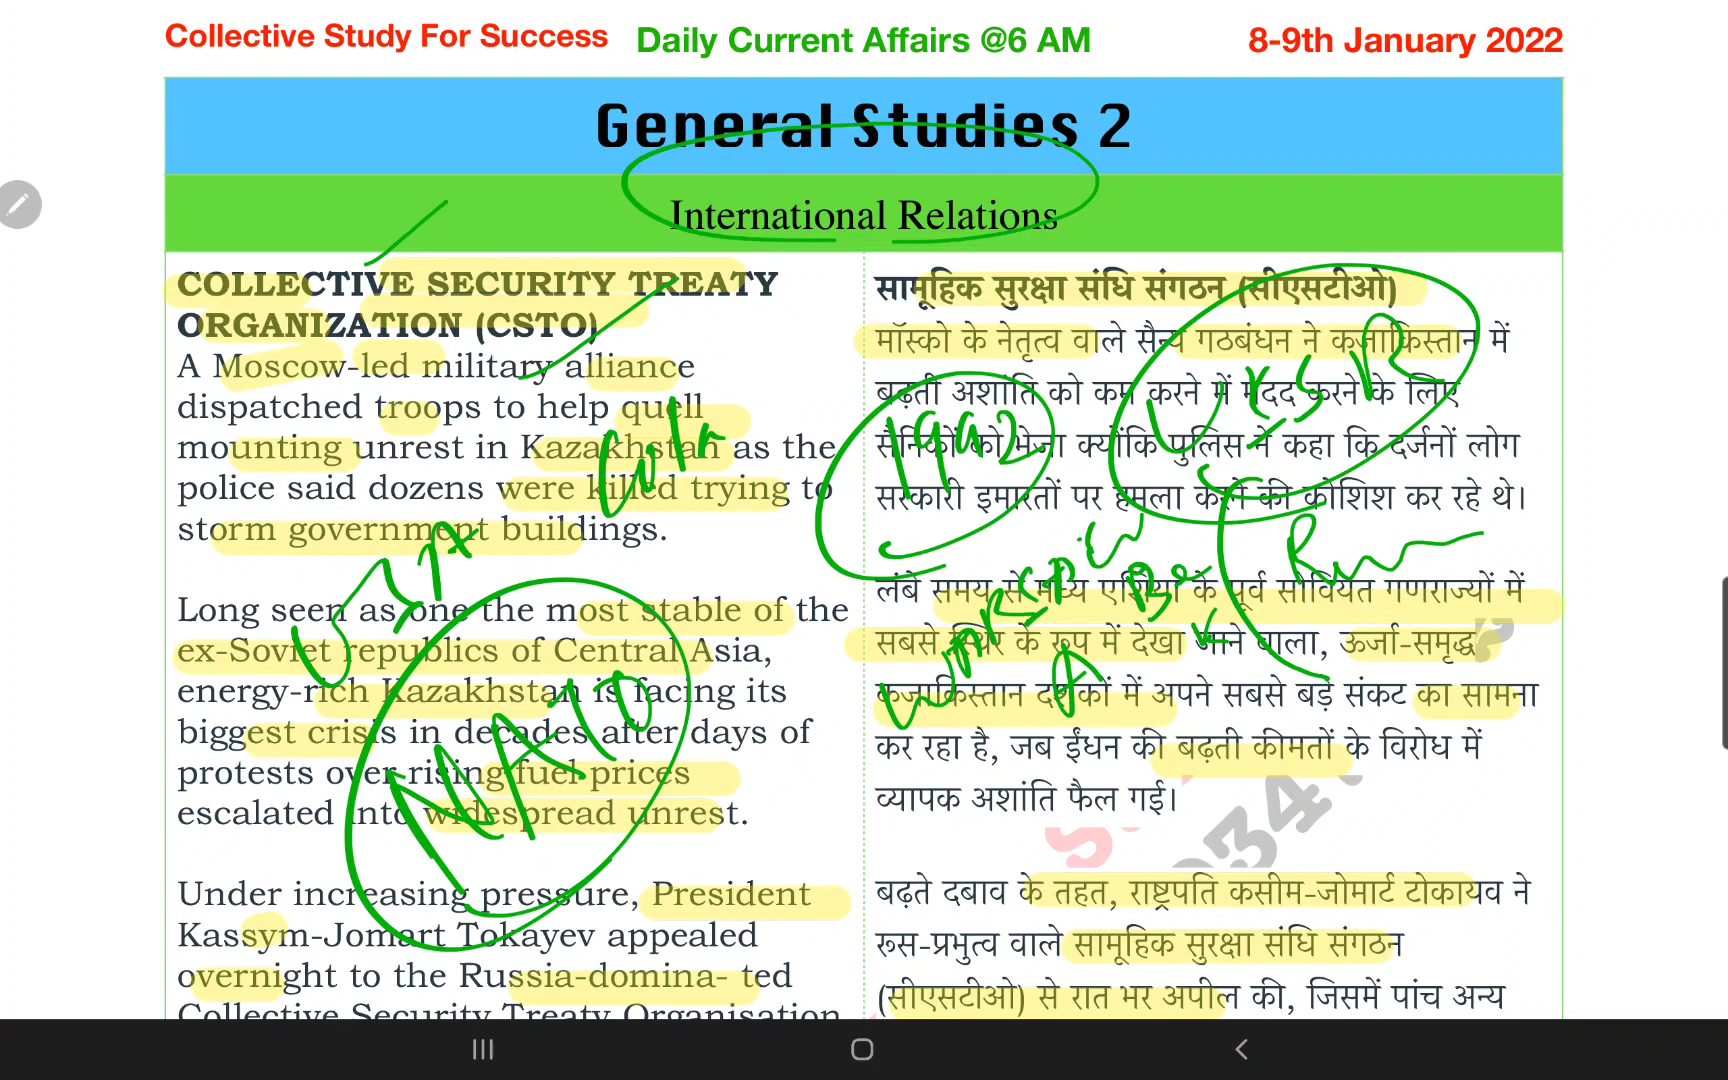 Collective Study For Success Daily Current Affairs @6 AM 8-9th January 2022
General Studies 2
International Relations
COLLECTIVE SECURITY TREATY
ORGANIZATION (CSTO)
A Moscow-led military alliance
dispatched troops to help quell
mounting unrest in Kazakhstan as the
police said dozens were killed trying to
storm government buildings.
Long seen as one the most stable of the
ex-Soviet republics of Central Asia,
energy-rich Kazakhstan is facing its
biggest crisis in decades after days of
protests over rising fuel prices
escalated into widespread unrest.
Under increasing pressure, President
Kassym-Jomart Tokayev appealed
overnight to the Russia-domina- ted
Collective Security Treaty Organisation
सामूहिक सुरक्षा संधि संगठन (सीएसटीओ)
मॉस्को के नेतृत्व वाले सैन्य गठबंधन ने कजाकिस्तान में
बढ़ती अशांति को कम करने में मदद करने के लिए
सैनिकों को भेजा क्योंकि पुलिस ने कहा कि दर्जनों लोग
सरकारी इमारतों पर हमला करने की कोशिश कर रहे थे।
लंबे समय से मध्य एशिया के पूर्व सोवियत गणराज्यों में
सबसे स्थिर के रूप में देखा जाने वाला, ऊर्जा-समृद्ध
कजाकिस्तान दशकों में अपने सबसे बड़े संकट का सामना
कर रहा है, जब ईंधन की बढ़ती कीमतों के विरोध में
व्यापक अशांति फैल गई।
बढ़ते दबाव के तहत, राष्ट्रपति कसीम-जोमार्ट टोकायव ने
रूस-प्रभुत्व वाले सामूहिक सुरक्षा संधि संगठन
(सीएसटीओ) से रात भर अपील की, जिसमें पांच अन्य
1992
NATO